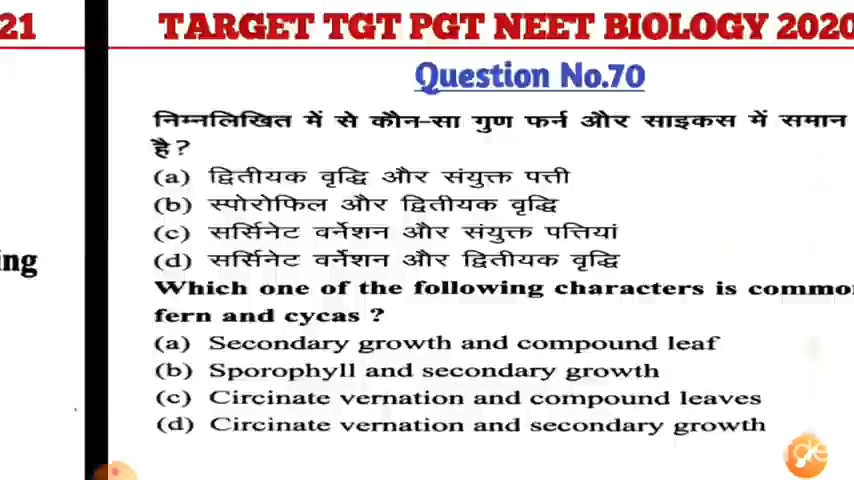 21
TARGET TGT PGT NEET BIOLOGY 2020
Question No.70
निम्नलिखित में से कौन-सा गुण फर्न और साइकस में समान
है?
(a) द्वितीयक वृद्धि और संयुक्त पत्ती
(b) स्पोरोफिल और द्वितीयक वृद्धि
(c) सर्सिनेट वर्नेशन और संयुक्त पत्तियां
(d) सर्सिनेट वर्नेशन और द्वितीयक वृद्धि
ing
Which one of the following characters is commo
fern and cycas ?
(a) Secondary growth and compound leaf
(b) Sporophyll and secondary growth
(c) Circinate vernation and compound leaves
(d) Circinate vernation and secondary growth